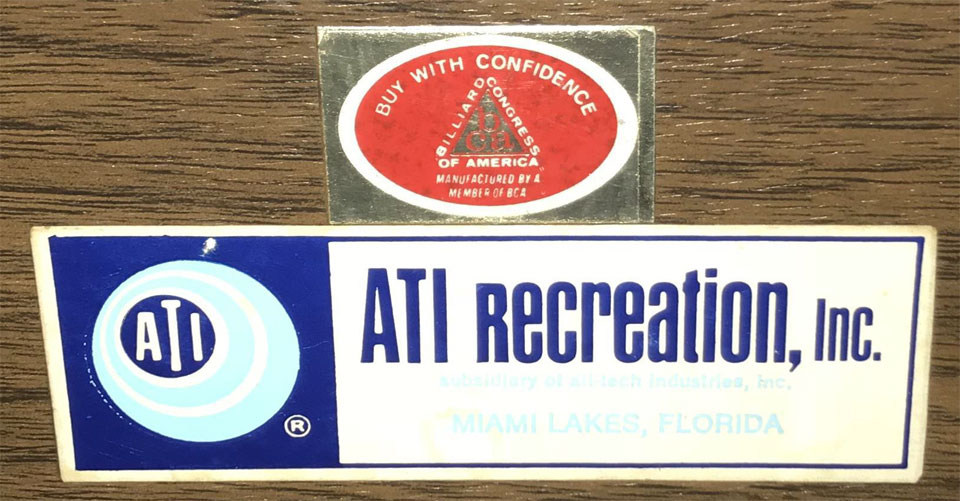 BUY WITH CONFIDENCE
BILLIARD CONGRESS
bca
OF AMERICA
MANUFACTURED BY A
MEMBER OF BCA
ATI
®
ATI Recreation, Inc.
subsidiary of all-tech industries, inc.
MIAMI LAKES, FLORIDA